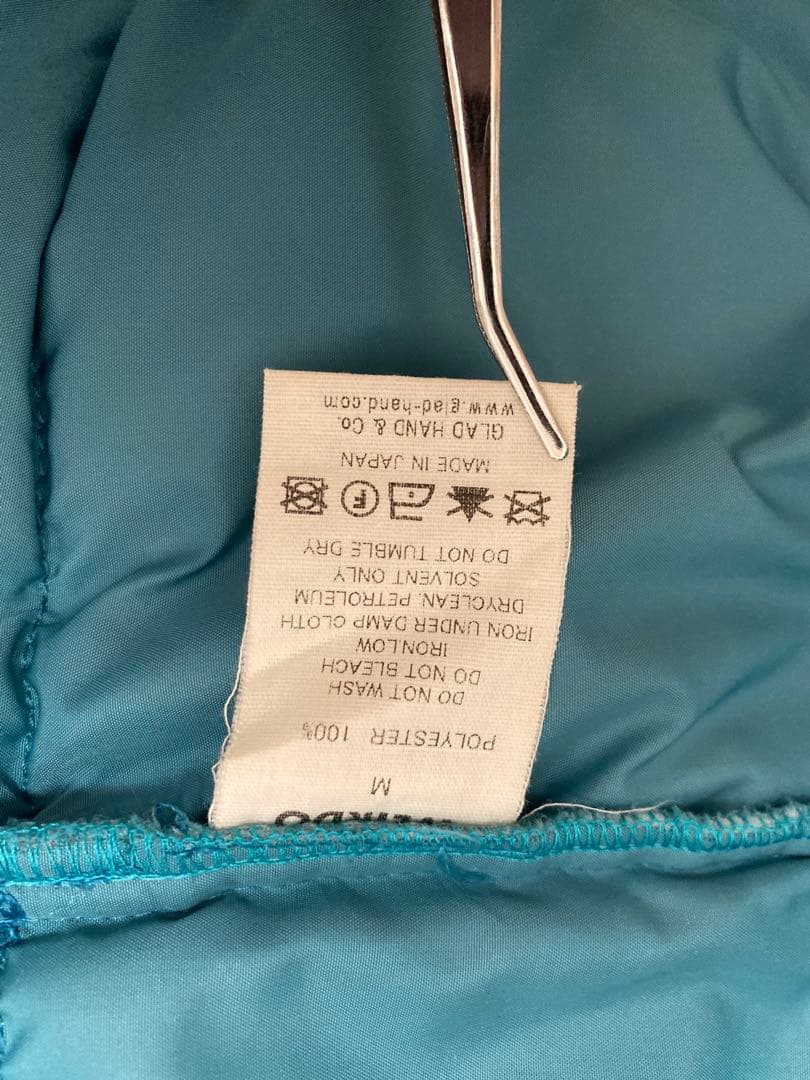 M
POLYESTER 100%
DO NOT WASH
DO NOT BLEACH
IRON LOW
IRON UNDER DAMP CLOTH
DRYCLEAN, PETROLEUM
SOLVENT ONLY
DO NOT TUMBLE DRY
F
MADE IN JAPAN
GLAD HAND & Co.
www.glad-hand.com